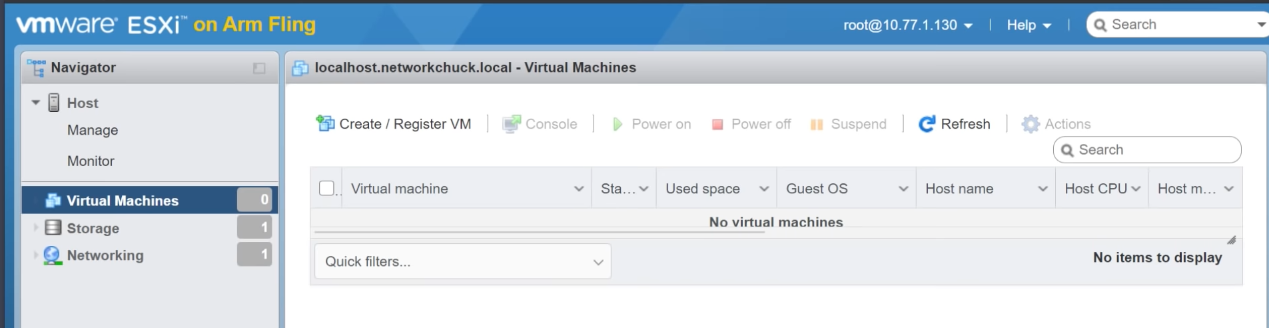 vmware ESXi™ on Arm Fling
root@10.77.1.130 | Help | Search
Navigator
localhost.networkchuck.local - Virtual Machines
Host
Manage
Monitor
Virtual Machines 0
Storage 1
Networking 1
Create / Register VM | Console | Power on Power off Suspend | Refresh | Actions
Search
Virtual machine Sta... Used space Guest OS Host name Host CPU Host m...
No virtual machines
Quick filters... No items to display